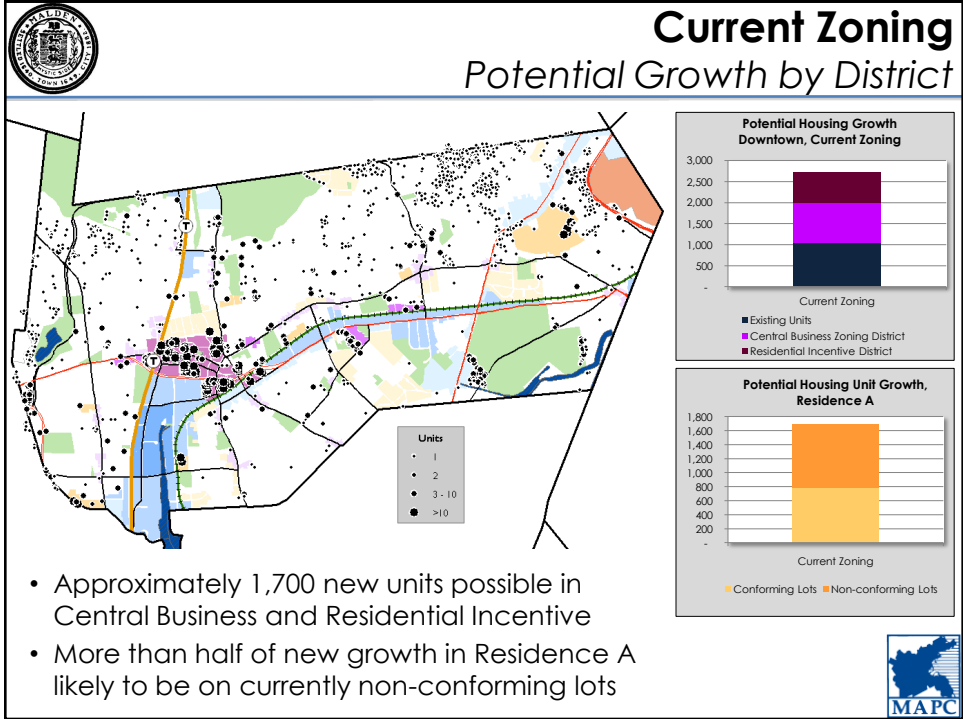 MALDEN
Current Zoning
Potential Growth by District
T
T
Units
1
2
3 - 10
>10
Potential Housing Growth
Downtown, Current Zoning
3,000
2,500
2,000
1,500
1,000
500
-
Current Zoning
Existing Units
Central Business Zoning District
Residential Incentive District
Potential Housing Unit Growth,
Residence A
1,800
1,600
1,400
1,200
1,000
800
600
400
200
-
Current Zoning
Conforming Lots Non-conforming Lots
• Approximately 1,700 new units possible in
Central Business and Residential Incentive
• More than half of new growth in Residence A
likely to be on currently non-conforming lots
MAPC